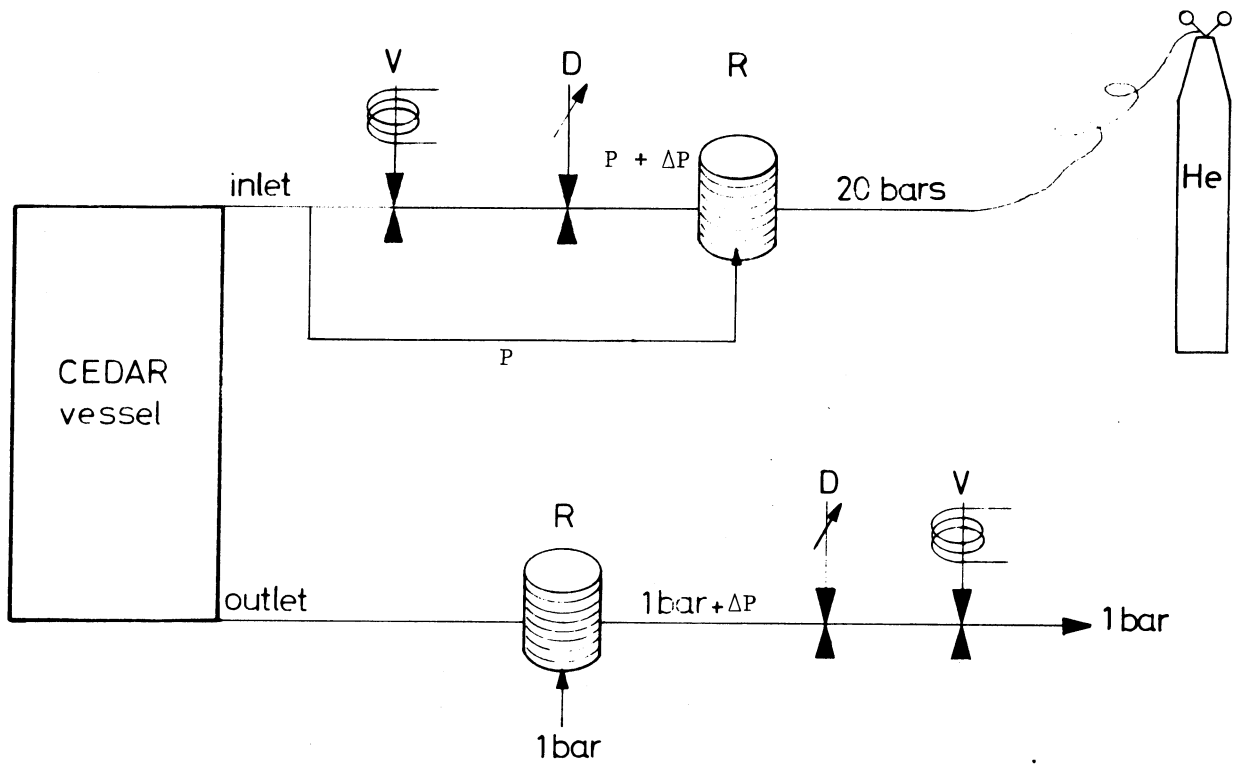 V
D
R
P + ΔP
inlet
20 bars
He
P
CEDAR
vessel
D
V
R
outlet
1bar + ΔP
1bar
1bar